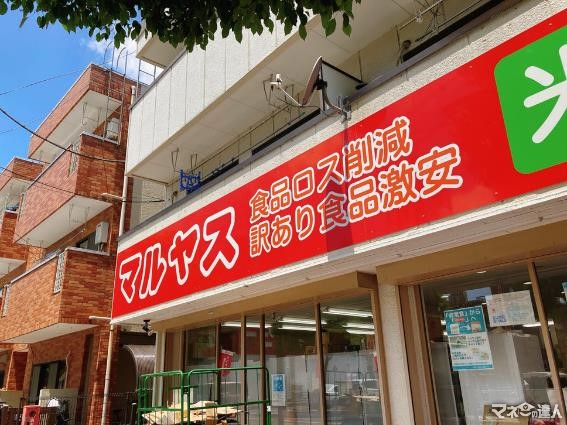 マルヤス
食品ロス削減
訳あり食品激安
米
マネーの達人